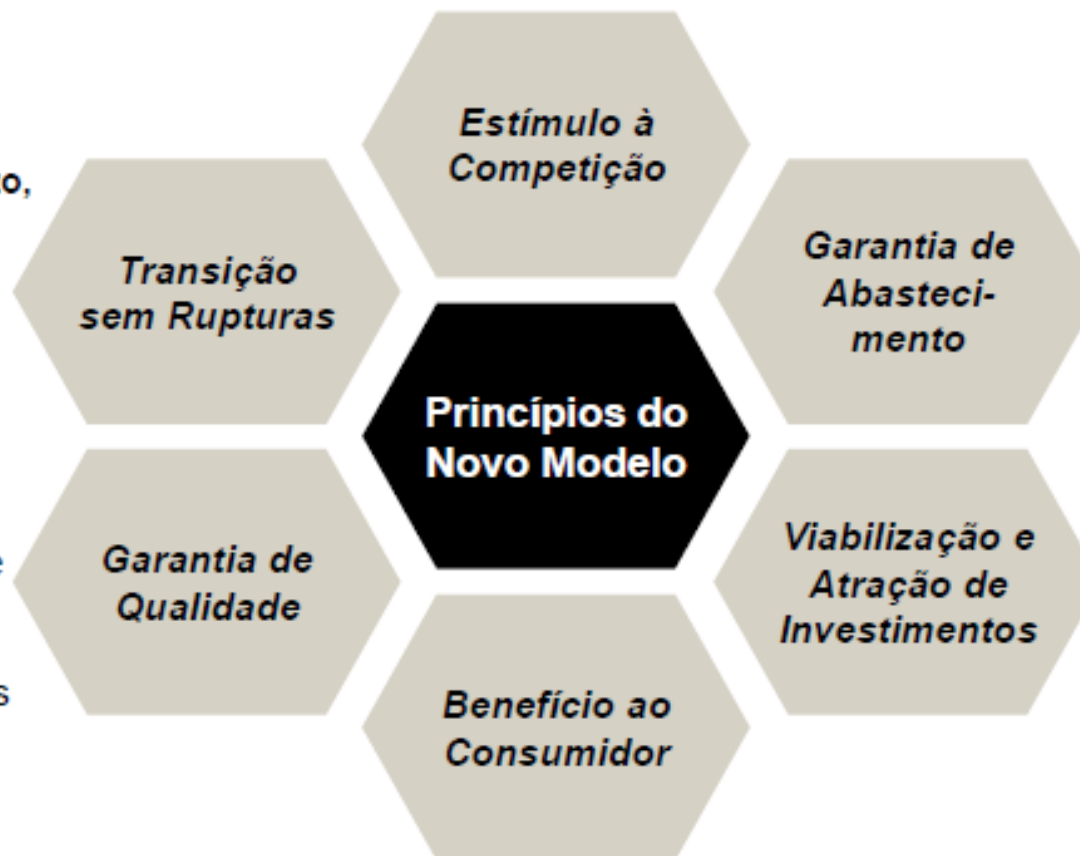 Estímulo à
Competição
Transição
sem Rupturas
Garantia de
Abasteci-
mento
Princípios do
Novo Modelo
Garantia de
Qualidade
Viabilização e
Atração de
Investimentos
Benefício ao
Consumidor